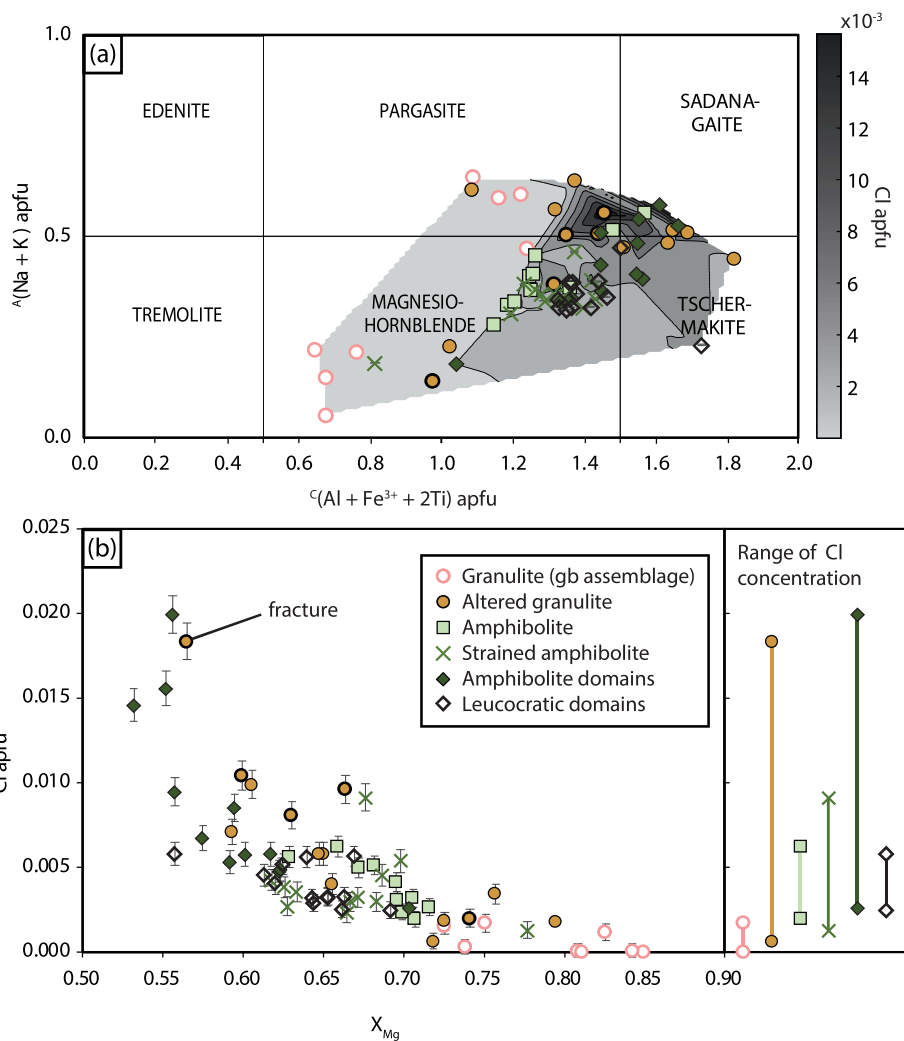 x10⁻³
1.0
(a)
14
EDENITE
PARGASITE
SADANA-
GAITE
12
10
Cl apfu
ᴬ(Na + K) apfu
0.5
8
6
TREMOLITE
MAGNESIO-
HORNBLENDE
TSCHER-
MAKITE
4
2
0.0
0.0
0.2
0.4
0.6
0.8
1.0
1.2
1.4
1.6
1.8
2.0
ᶜ(Al + Fe³⁺ + 2Ti) apfu
0.025
(b)
Range of Cl
concentration
Granulite (gb assemblage)
Altered granulite
Amphibolite
Strained amphibolite
Amphibolite domains
Leucocratic domains
fracture
0.020
0.015
Cl apfu
0.010
0.005
0.000
0.50
0.55
0.60
0.65
0.70
0.75
0.80
0.85
0.90
X_Mg